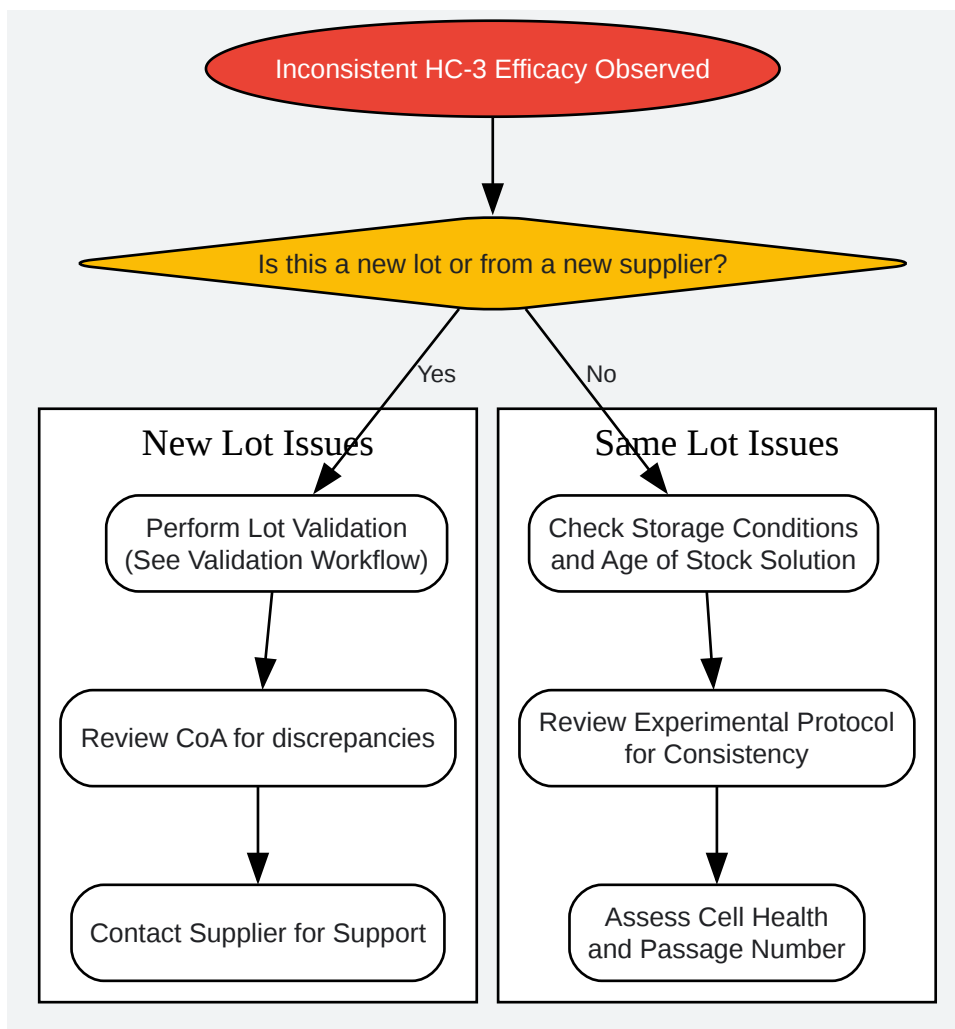 Inconsistent HC-3 Efficacy Observed
Is this a new lot or from a new supplier?
Yes
No
New Lot Issues
Perform Lot Validation
(See Validation Workflow)
Review CoA for discrepancies
Contact Supplier for Support
Same Lot Issues
Check Storage Conditions
and Age of Stock Solution
Review Experimental Protocol
for Consistency
Assess Cell Health
and Passage Number